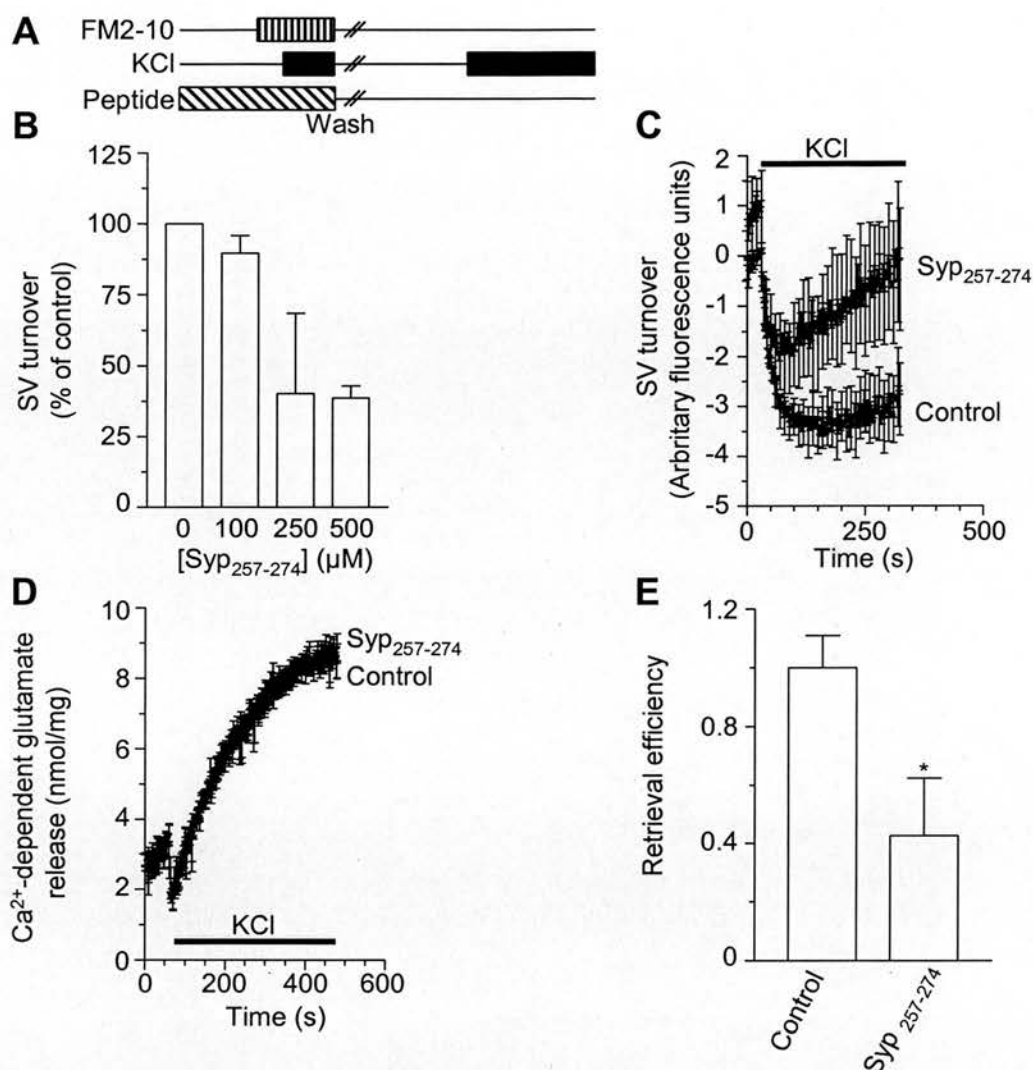 A
FM2-10
KCl
Peptide
Wash
B
SV turnover
(% of control)
125
100
75
50
25
0
0 100 250 500
[Syp257-274] (µM)
C
KCl
SV turnover
(Arbritary fluorescence units)
2
1
0
-1
-2
-3
-4
-5
Syp257-274
Control
0 250 500
Time (s)
D
Ca²⁺-dependent glutamate
release (nmol/mg)
10
8
6
4
2
0
Syp257-274
Control
KCl
0 200 400 600
Time (s)
E
Retrieval efficiency
1.2
0.8
0.4
0
*
Control
Syp 257-274